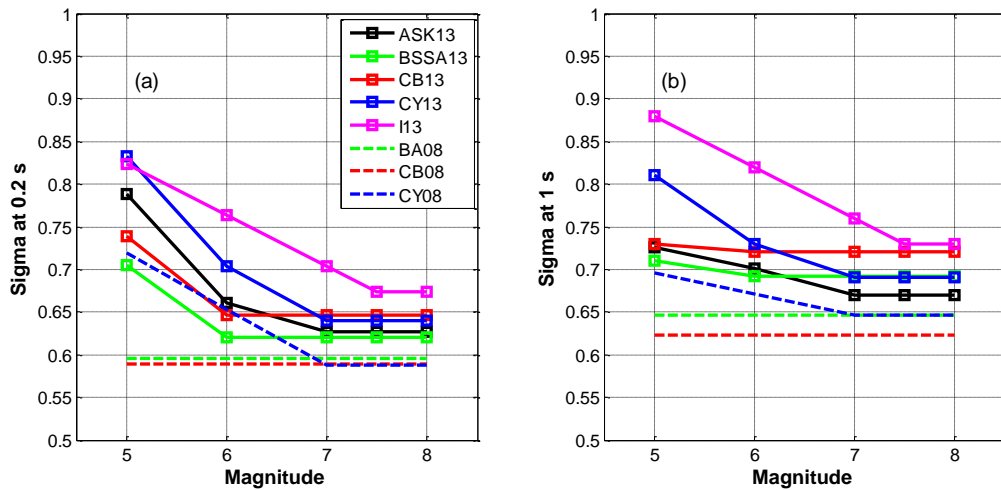 Sigma at 0.2 s
1
0.95
0.9
0.85
0.8
0.75
0.7
0.65
0.6
0.55
0.5
(a)
ASK13
BSSA13
CB13
CY13
I13
BA08
CB08
CY08
5 6 7 8
Magnitude
Sigma at 1 s
1
0.95
0.9
0.85
0.8
0.75
0.7
0.65
0.6
0.55
0.5
(b)
5 6 7 8
Magnitude